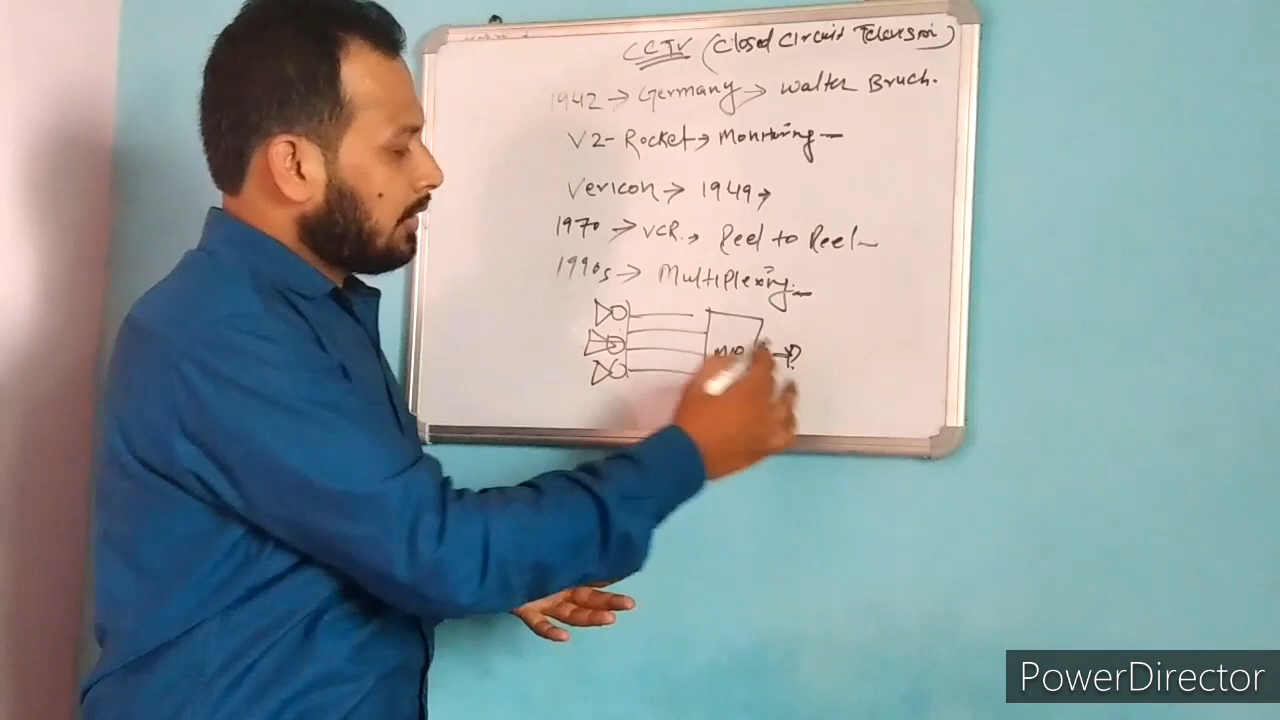 CCTV (Closed Circuit Television)
1942 → Germany → Walter Bruch.
V2- Rocket → Monitoring -
Vericon → 1949 →
1970 → VCR. → Reel to Reel -
1990s → Multiplexing. -
PowerDirector